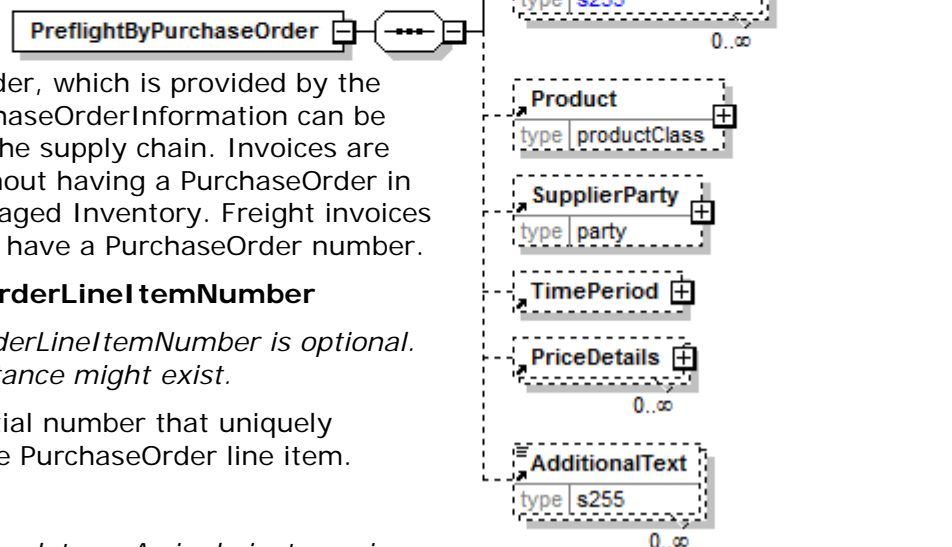 type s255
0..∞
PreflightByPurchaseOrder
der, which is provided by the
haseOrderInformation can be
he supply chain. Invoices are
hout having a PurchaseOrder in
aged Inventory. Freight invoices
have a PurchaseOrder number.
rderLineItemNumber
derLineItemNumber is optional.
tance might exist.
tial number that uniquely
e PurchaseOrder line item.
Product
type productClass
SupplierParty
type party
TimePeriod
PriceDetails
0..∞
AdditionalText
type s255
0..∞